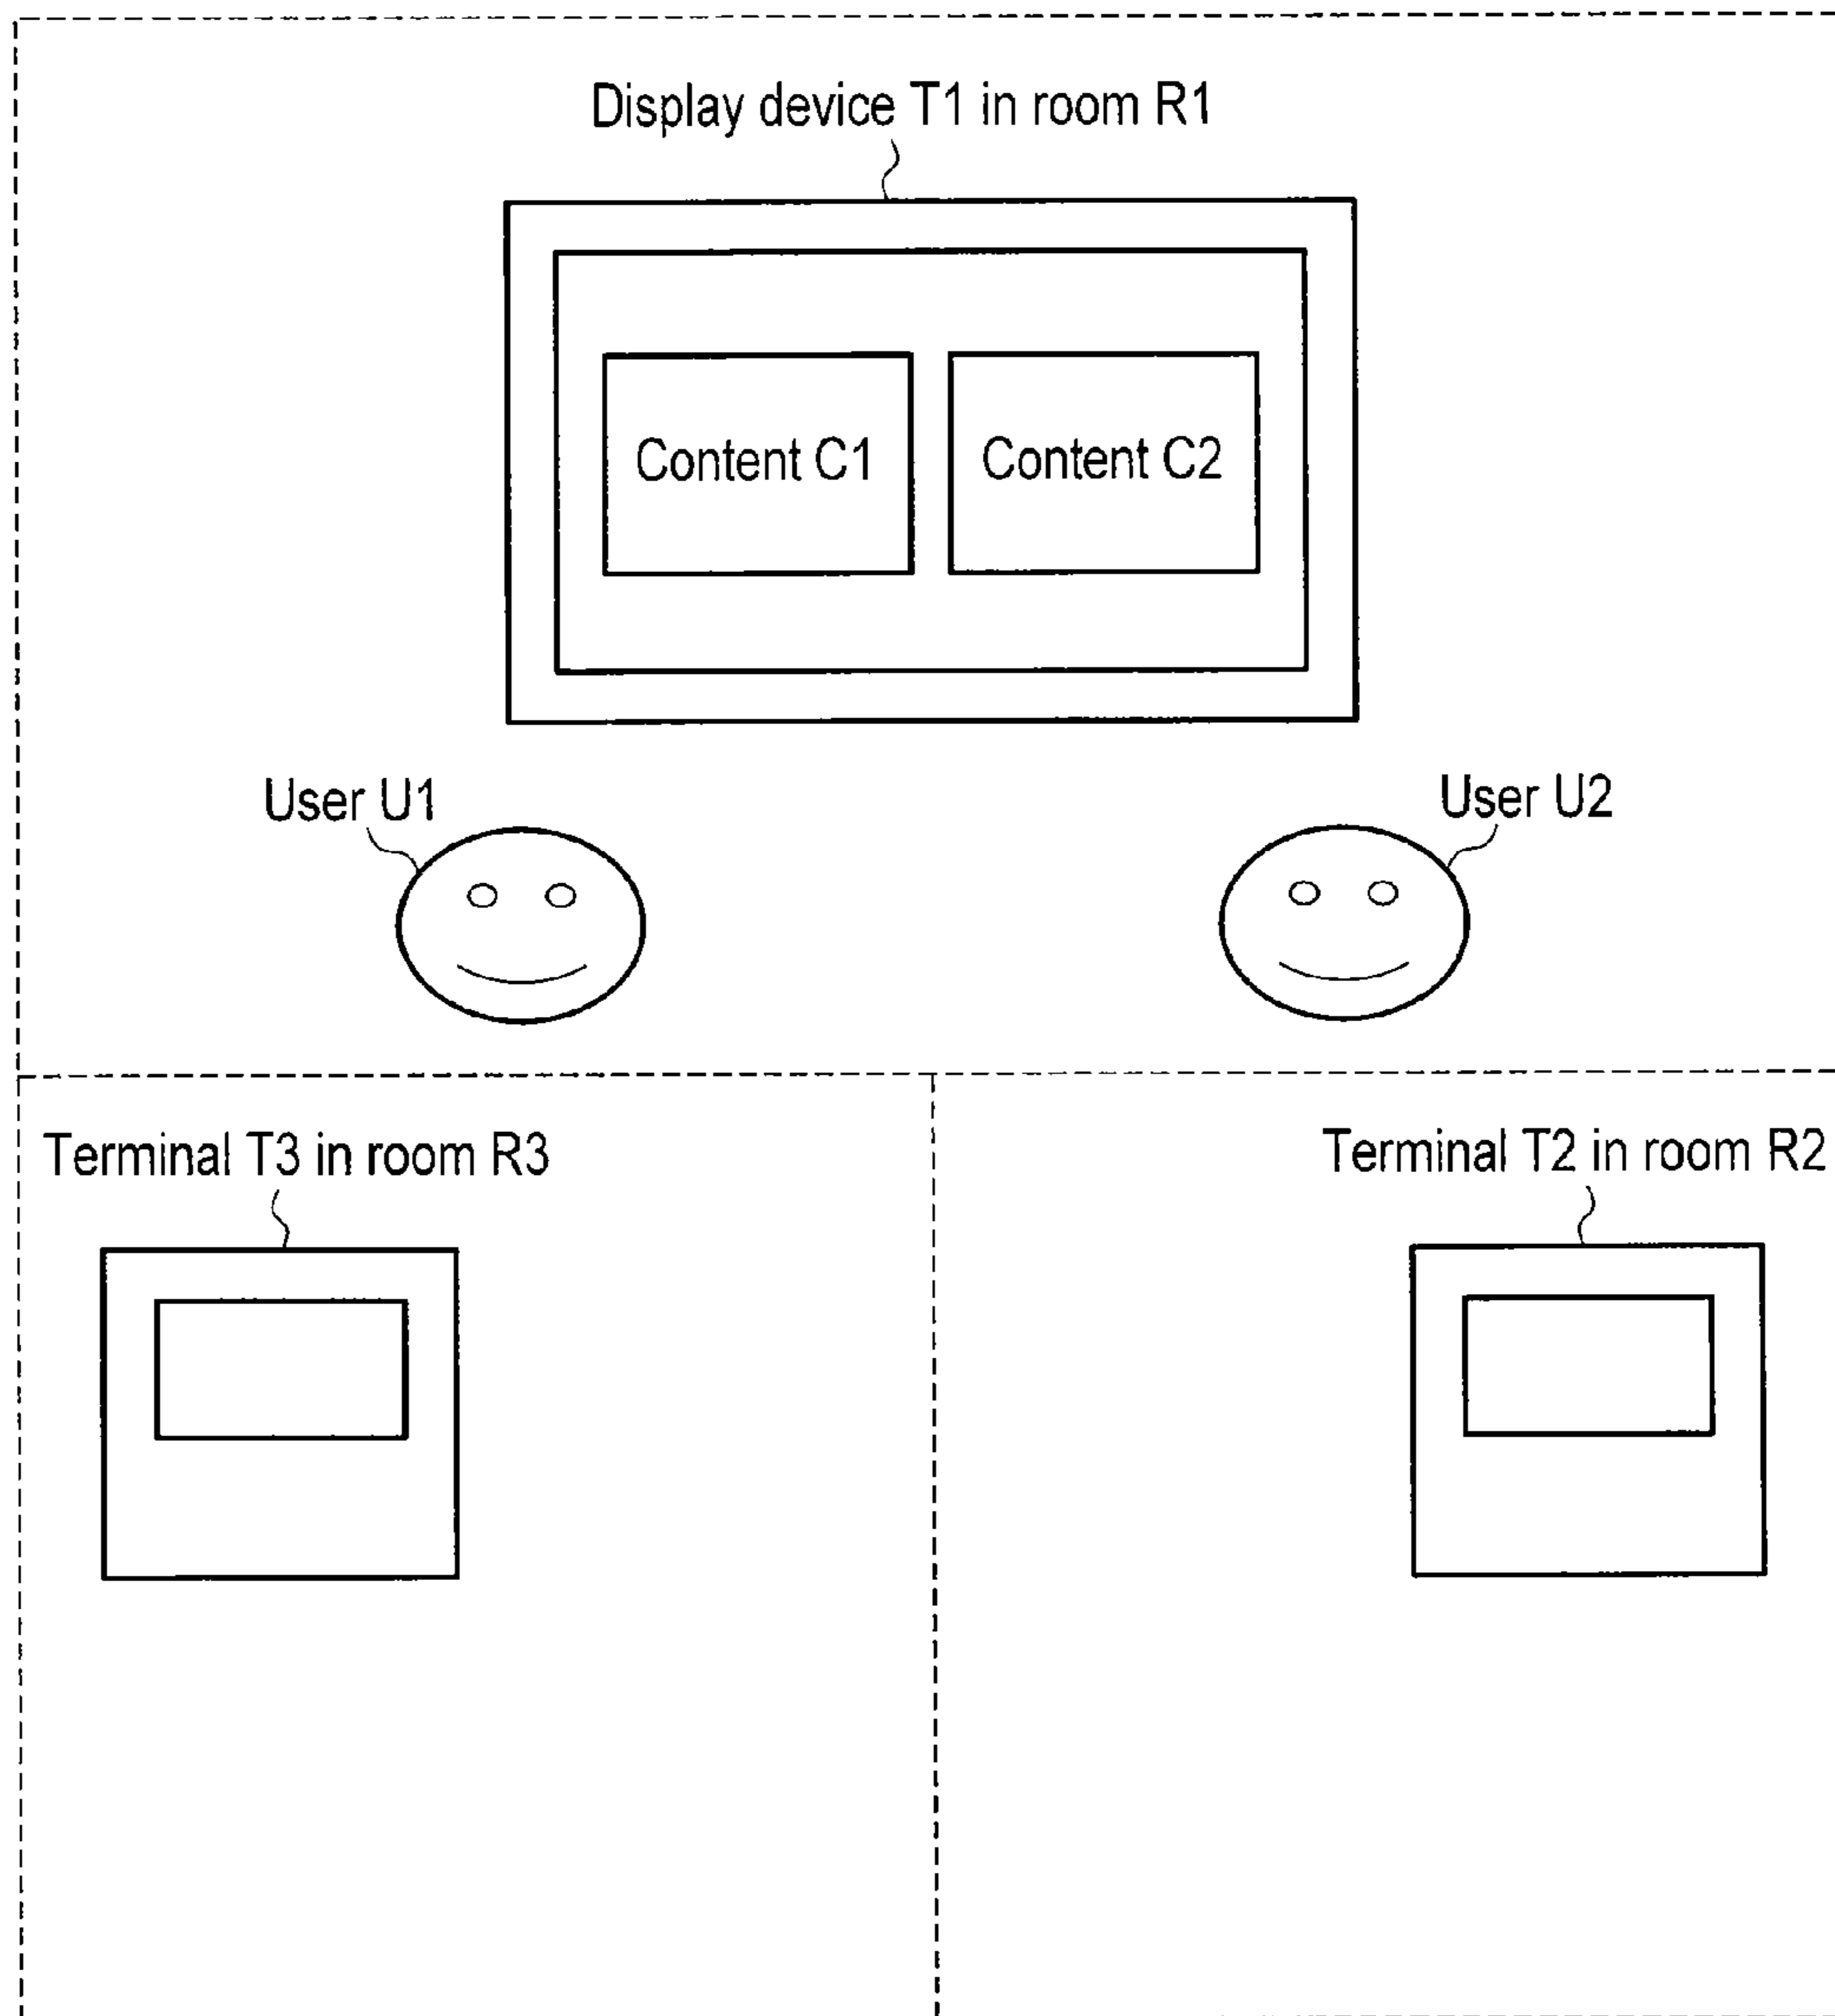 Display device T1 in room R1
Content C1
Content C2
User U1
User U2
Terminal T3 in room R3
Terminal T2 in room R2